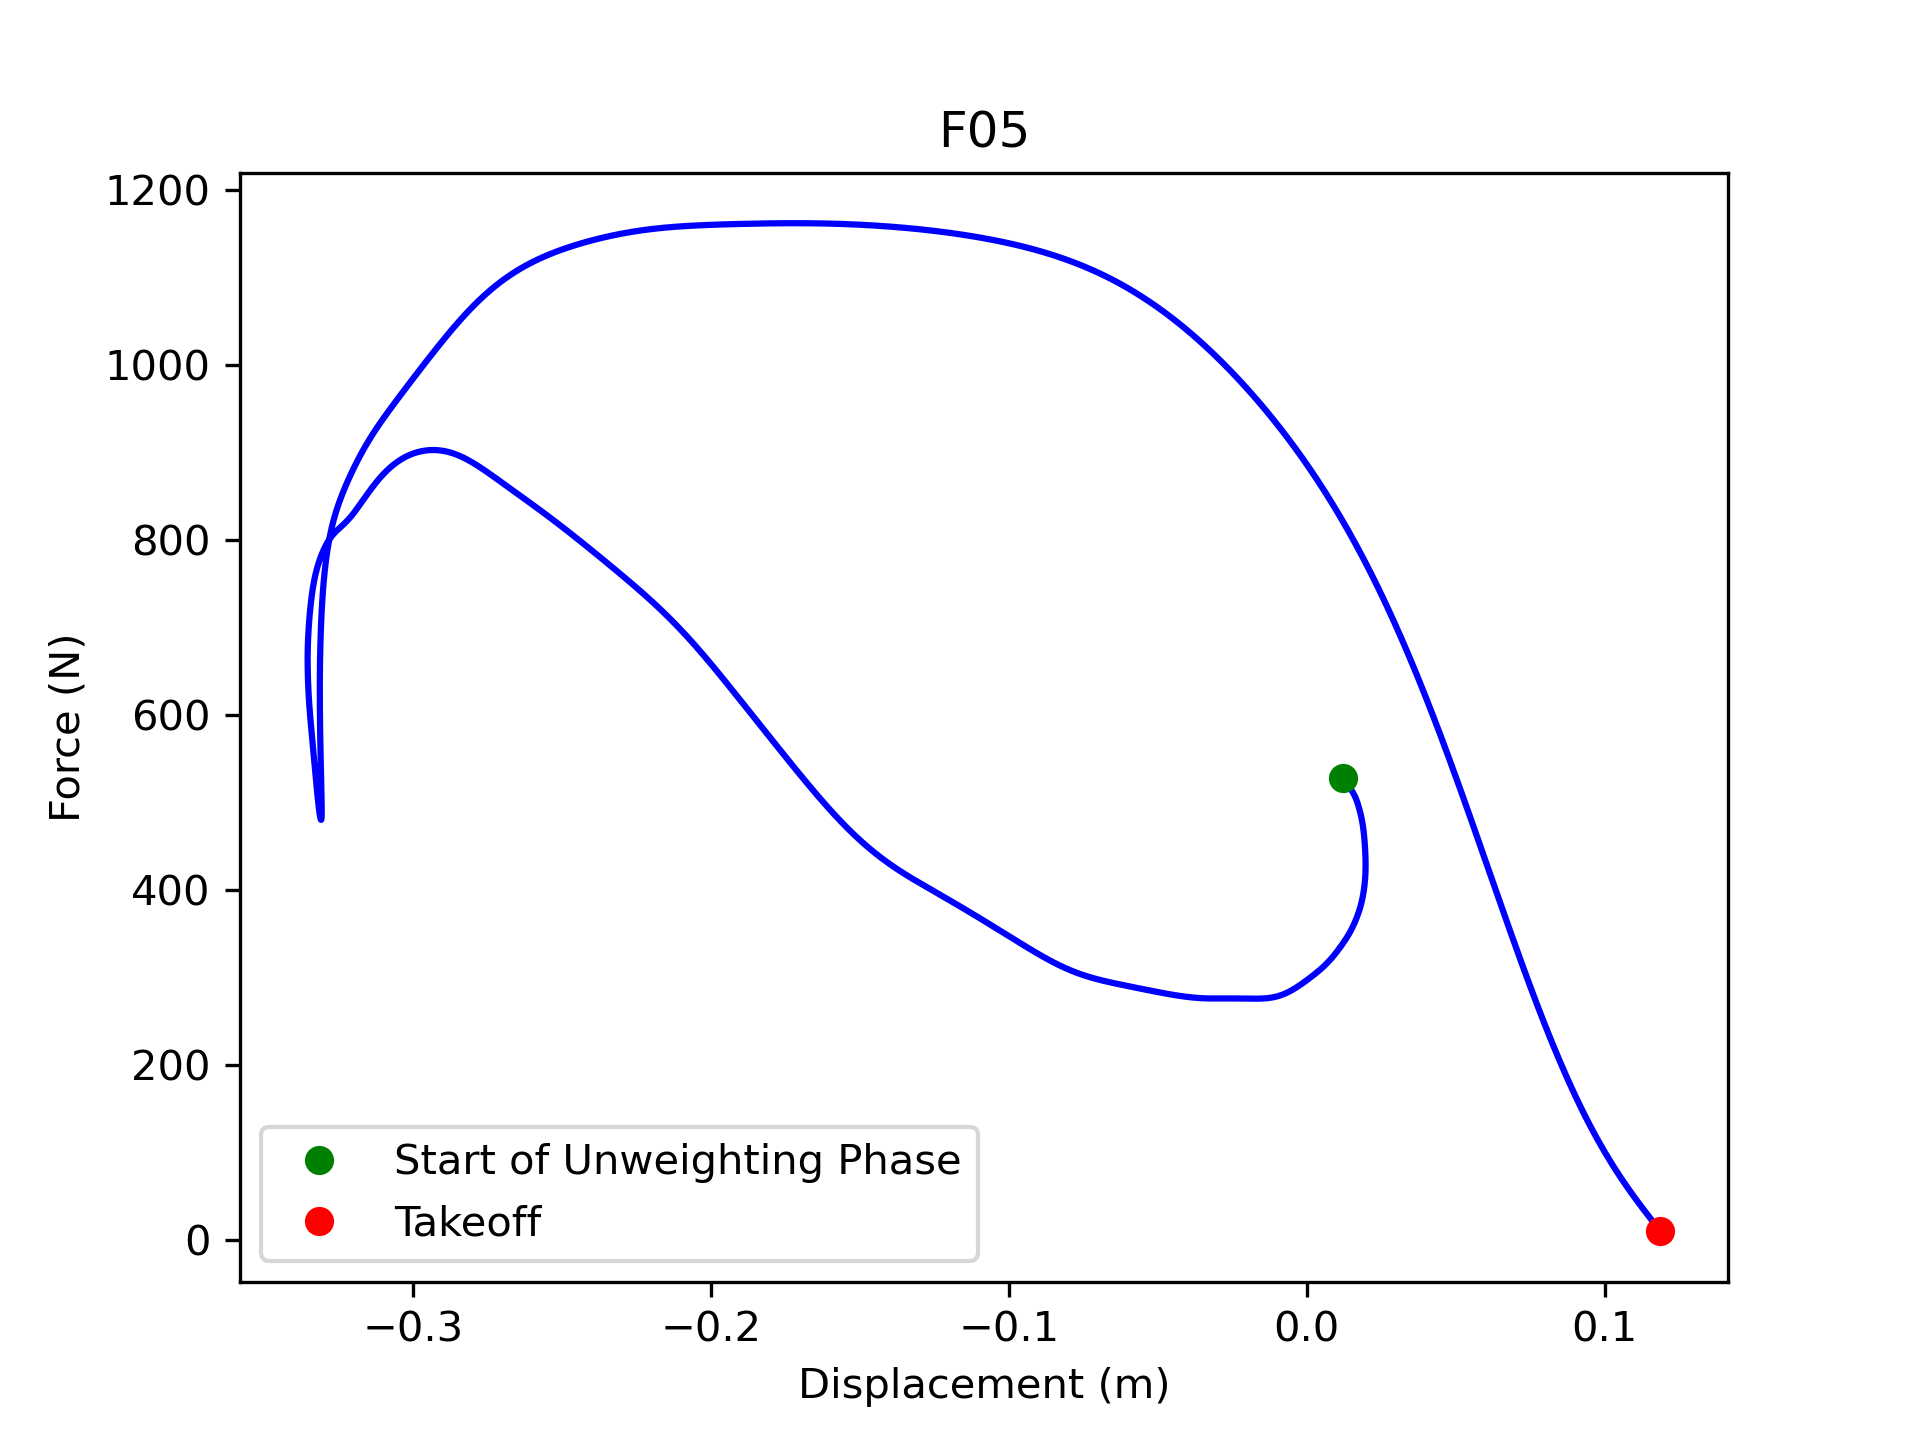 F05
1200
1000
800
600
400
200
0
Force (N)
Start of Unweighting Phase
Takeoff
−0.3 −0.2 −0.1 0.0 0.1
Displacement (m)